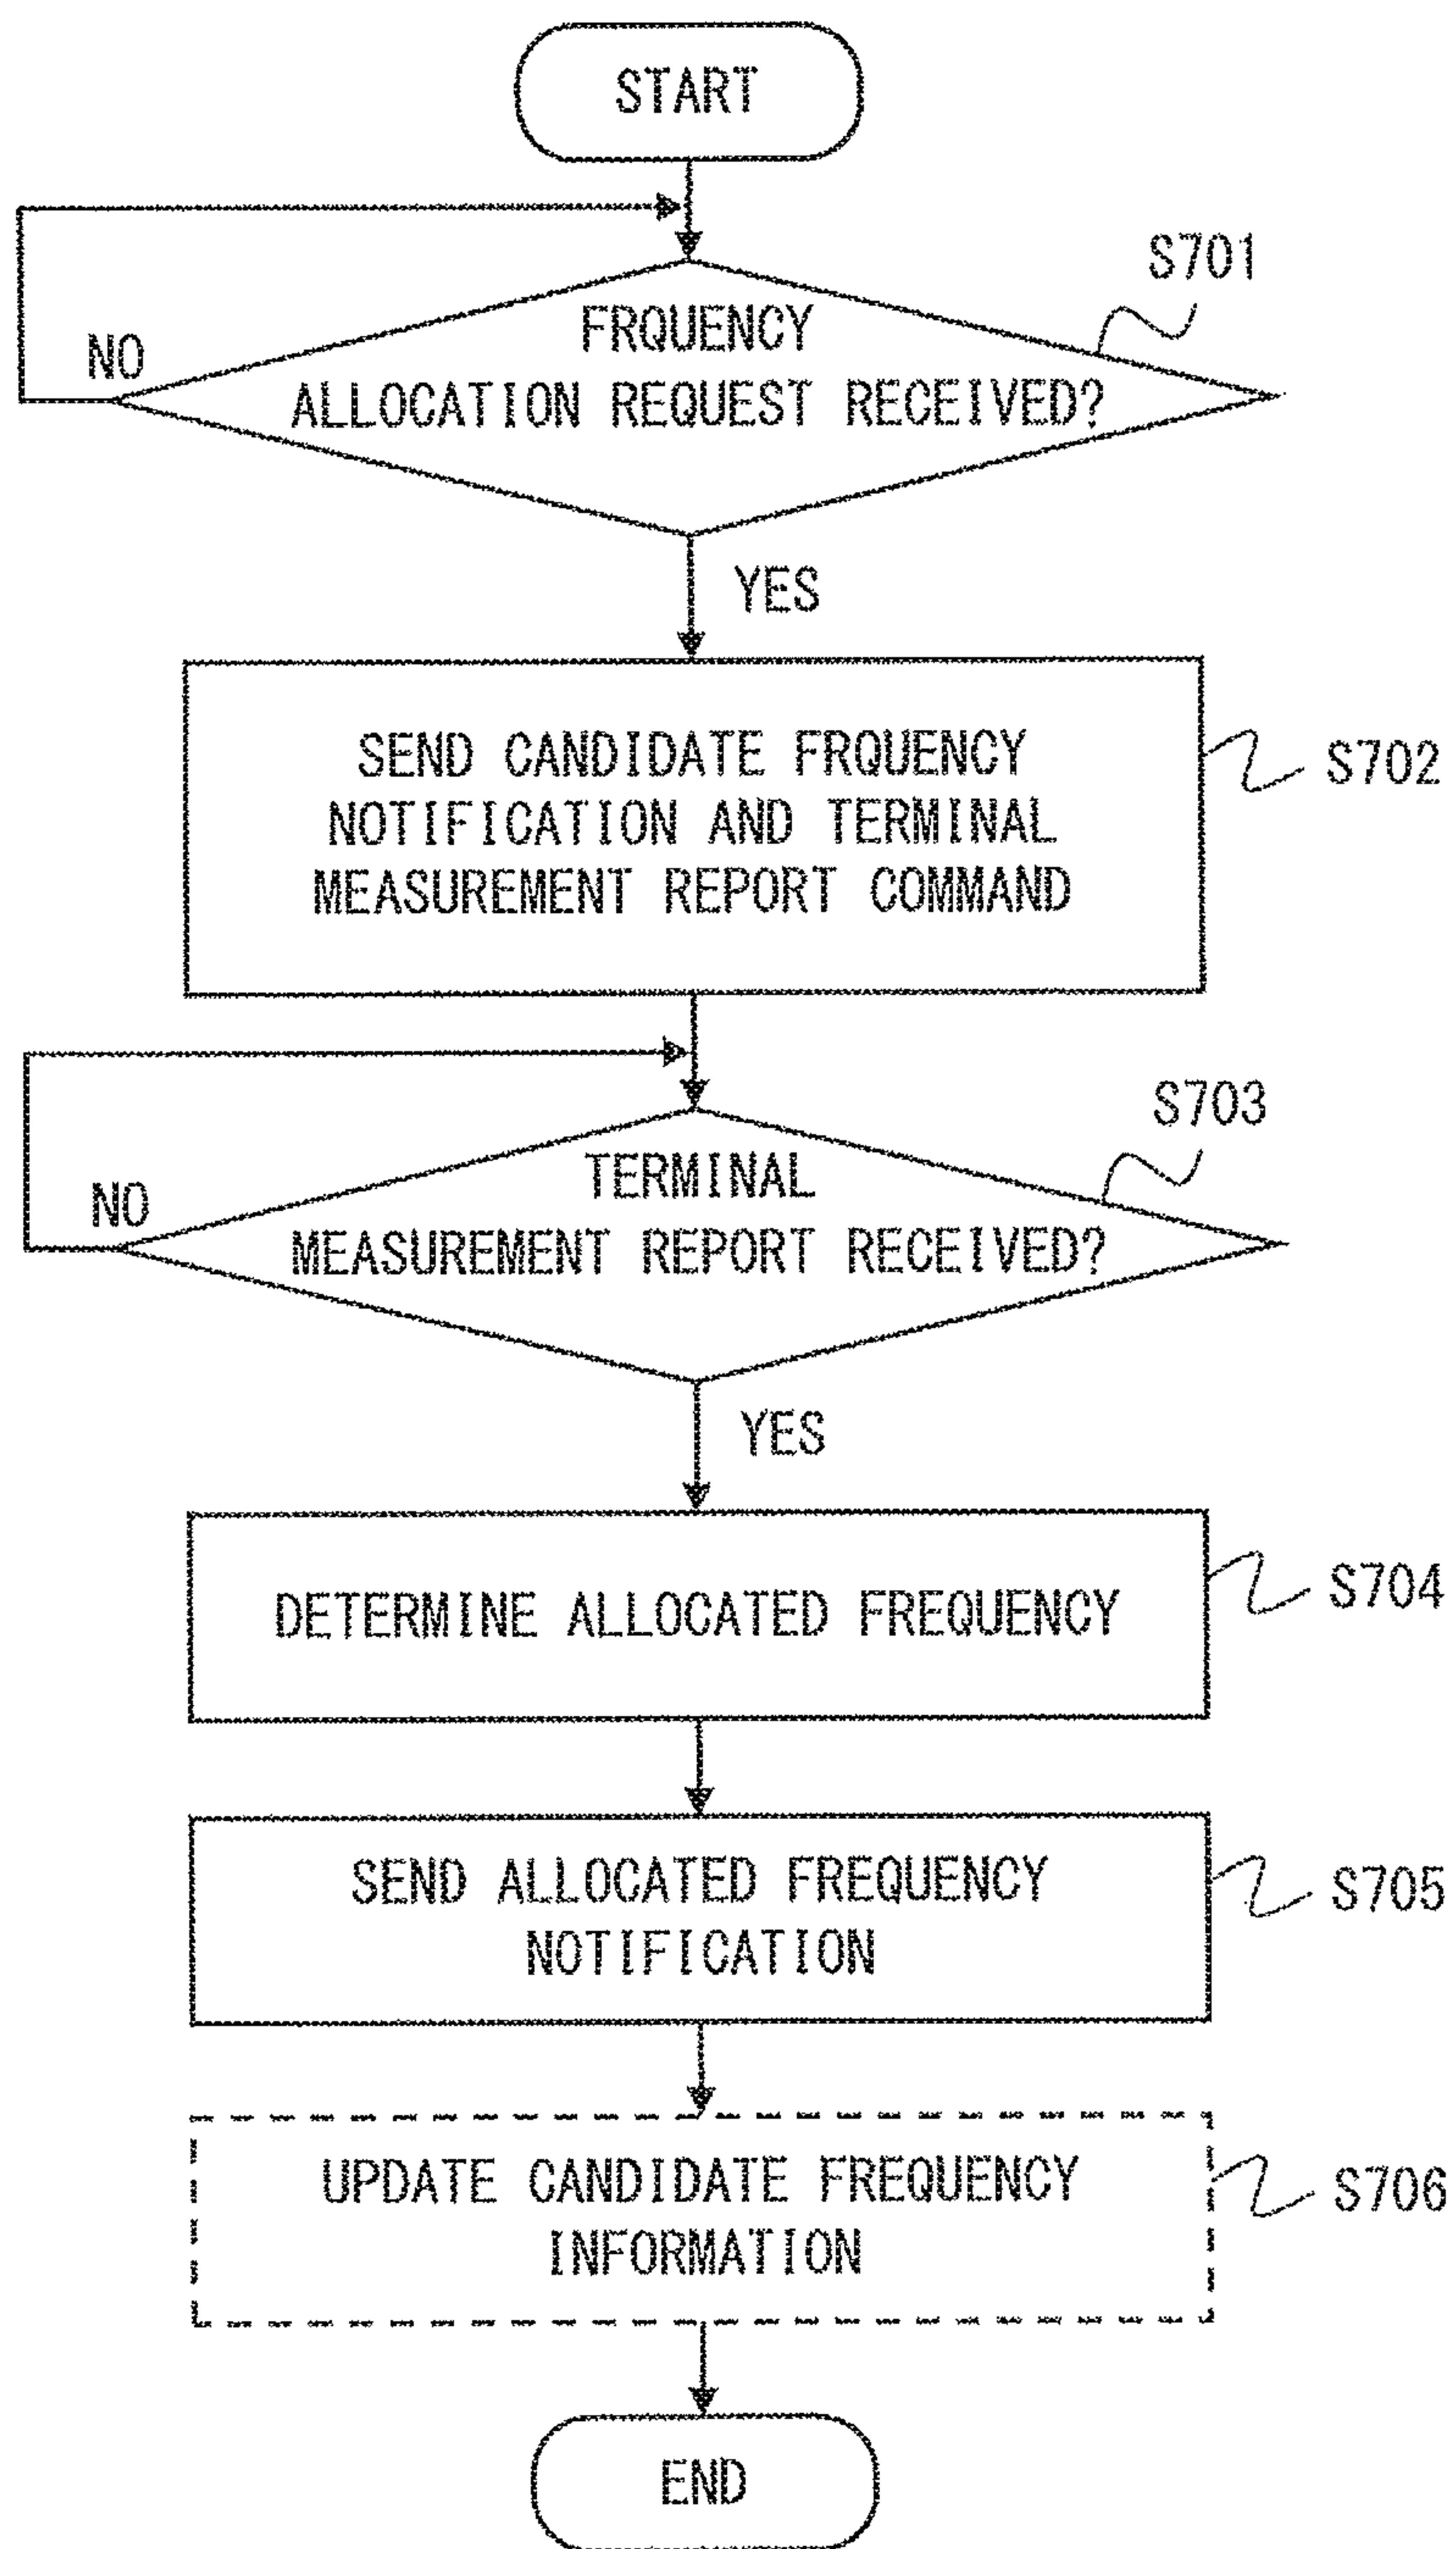 START
S701
FRQUENCY
NO
ALLOCATION REQUEST RECEIVED?
YES
SEND CANDIDATE FRQUENCY
S702
NOTIFICATION AND TERMINAL
MEASUREMENT REPORT COMMAND
S703
TERMINAL
NO
MEASUREMENT REPORT RECEIVED?
YES
DETERMINE ALLOCATED FREQUENCY
S704
SEND ALLOCATED FREQUENCY
S705
NOTIFICATION
UPDATE CANDIDATE FREQUENCY
S706
INFORMATION
END